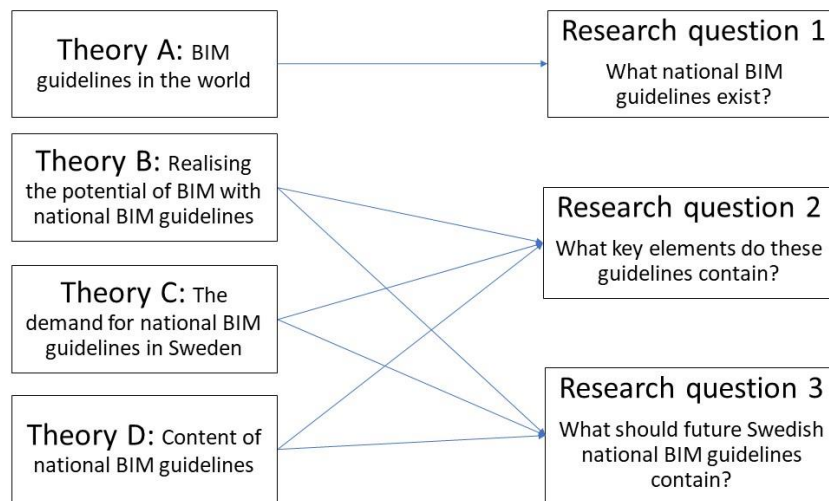 Theory A: BIM
guidelines in the world
Theory B: Realising
the potential of BIM with
national BIM guidelines
Theory C: The
demand for national BIM
guidelines in Sweden
Theory D: Content of
national BIM guidelines
Research question 1
What national BIM
guidelines exist?
Research question 2
What key elements do these
guidelines contain?
Research question 3
What should future Swedish
national BIM guidelines
contain?